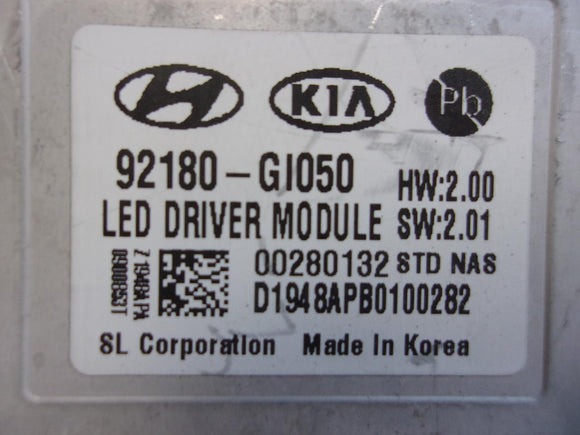 KIA Pb
92180-GI050 HW:2.00
LED DRIVER MODULE SW:2.01
00280132 STD NAS
D1948APB0100282
SL Corporation Made In Korea